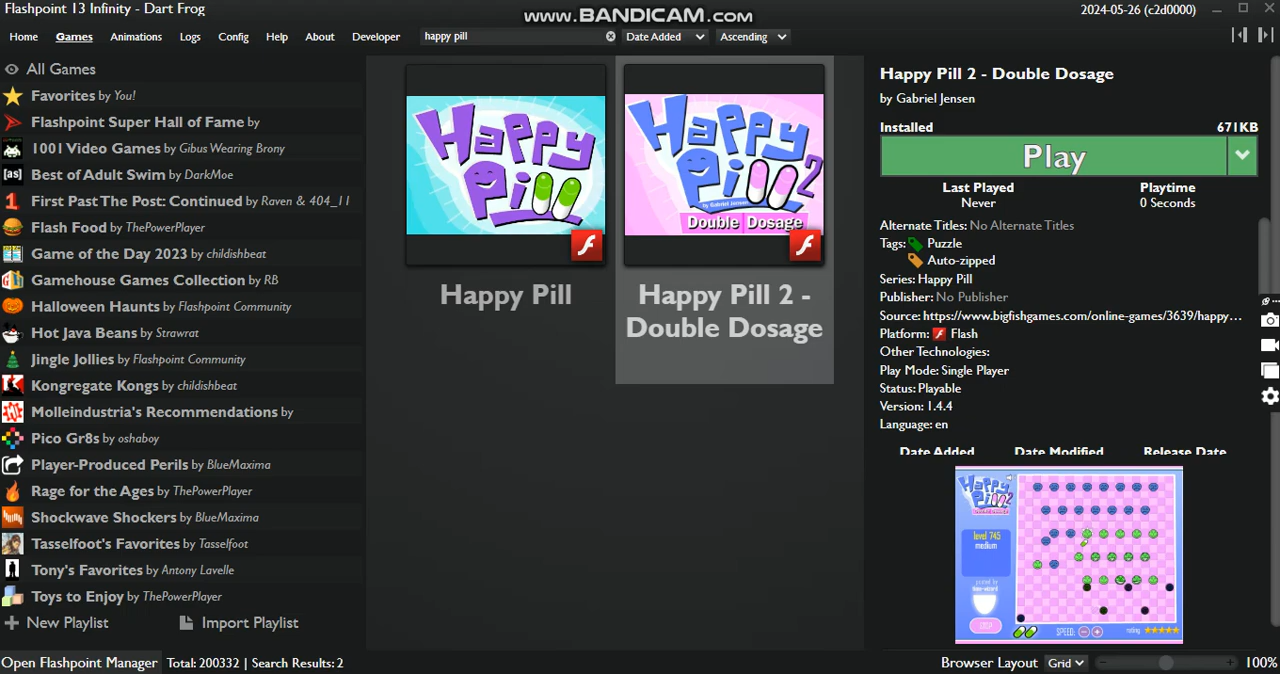 Flashpoint 13 Infinity - Dart Frog
www.BANDICAM.com
2024-05-26 (c2d0000)
Home Games Animations Logs Config Help About Developer happy pill Date Added Ascending
All Games
Favorites by You!
Flashpoint Super Hall of Fame by
1001 Video Games by Gibus Wearing Brony
Best of Adult Swim by DarkMoe
First Past The Post: Continued by Raven & 404_11
Flash Food by ThePowerPlayer
Game of the Day 2023 by childishbeat
Gamehouse Games Collection by RB
Halloween Haunts by Flashpoint Community
Hot Java Beans by Strawrat
Jingle Jollies by Flashpoint Community
Kongregate Kongs by childishbeat
Molleindustria's Recommendations by
Pico Gr8s by oshaboy
Player-Produced Perils by BlueMaxima
Rage for the Ages by ThePowerPlayer
Shockwave Shockers by BlueMaxima
Tasselfoot's Favorites by Tasselfoot
Tony's Favorites by Antony Lavelle
Toys to Enjoy by ThePowerPlayer
New Playlist Import Playlist
Happy
Pill
Happy Pill
Happy
Pill 2
by Gabriel Jensen
Double Dosage
Happy Pill 2 -
Double Dosage
Happy Pill 2 - Double Dosage
by Gabriel Jensen
Installed 671KB
Play
Last Played Playtime
Never 0 Seconds
Alternate Titles: No Alternate Titles
Tags: Puzzle
Auto-zipped
Series: Happy Pill
Publisher: No Publisher
Source: https://www.bigfishgames.com/online-games/3639/happy...
Platform: Flash
Other Technologies:
Play Mode: Single Player
Status: Playable
Version: 1.4.4
Language: en
Date Added Date Modified Release Date
Happy
Pill 2
level 745
medium
STOP
SPEED:
rating
Open Flashpoint Manager Total: 200332 | Search Results: 2
Browser Layout Grid 100%